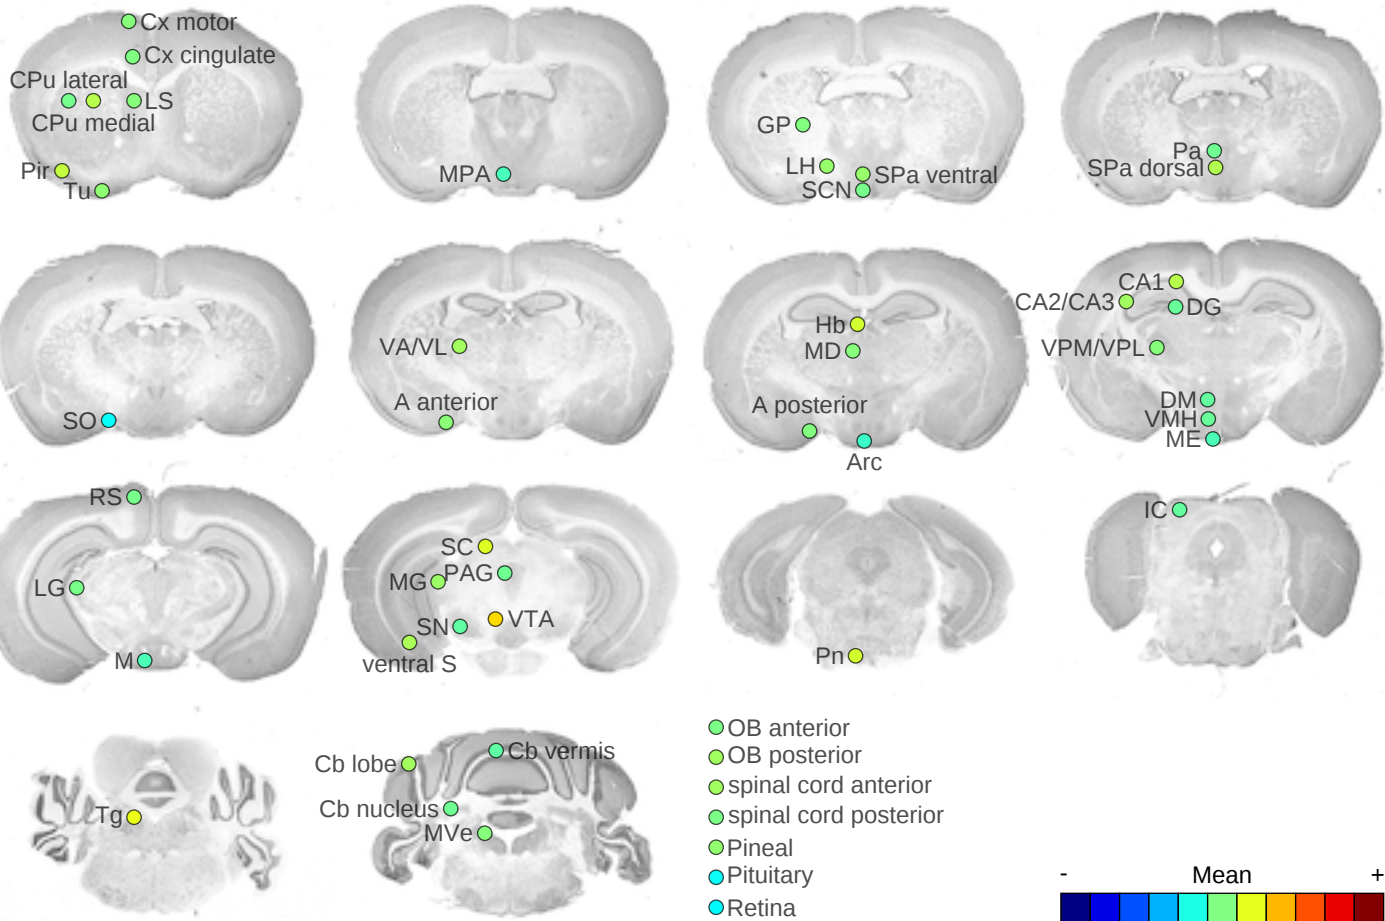 Cx motor
Cx cingulate
CPu lateral
LS
CPu medial
Pir
Tu
MPA
GP
LH
SPa ventral
SCN
Pa
SPa dorsal
SO
VA/VL
A anterior
Hb
MD
A posterior
Arc
CA1
CA2/CA3
DG
VPM/VPL
DM
VMH
ME
RS
LG
M
SC
PAG
MG
SN
VTA
ventral S
Pn
IC
Tg
Cb lobe
Cb vermis
Cb nucleus
MVe
OB anterior
OB posterior
spinal cord anterior
spinal cord posterior
Pineal
Pituitary
Retina
- Mean +